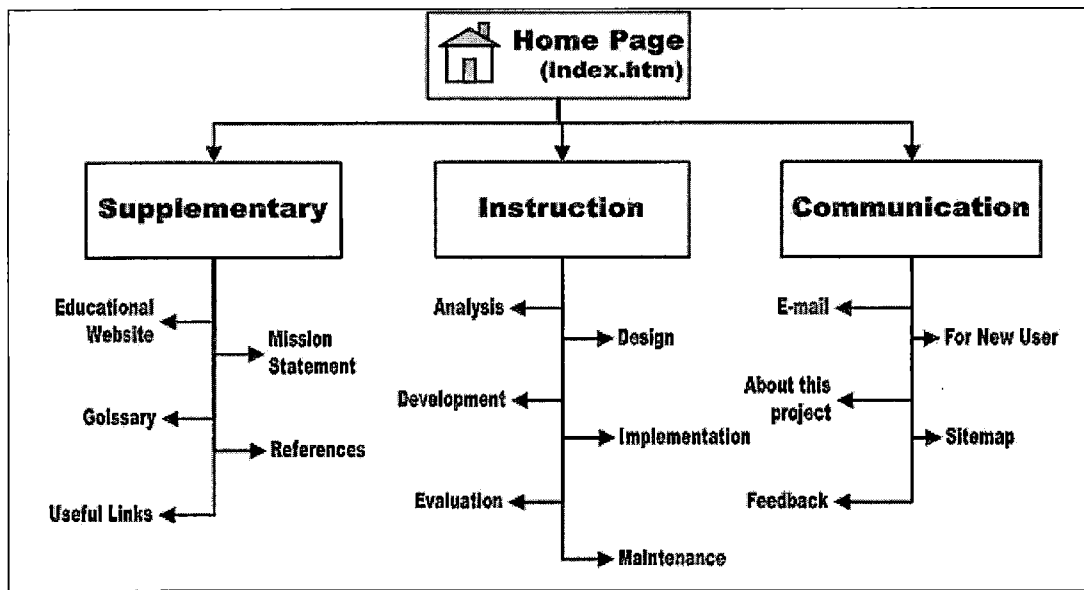 Home Page
(Index.htm)
Supplementary
Instruction
Communication
Educational
Website
Mission
Statement
Goissary
References
Useful Links
Analysis
Design
Development
Implementation
Evaluation
Maintenance
E-mail
For New User
About this
project
Sitemap
Feedback